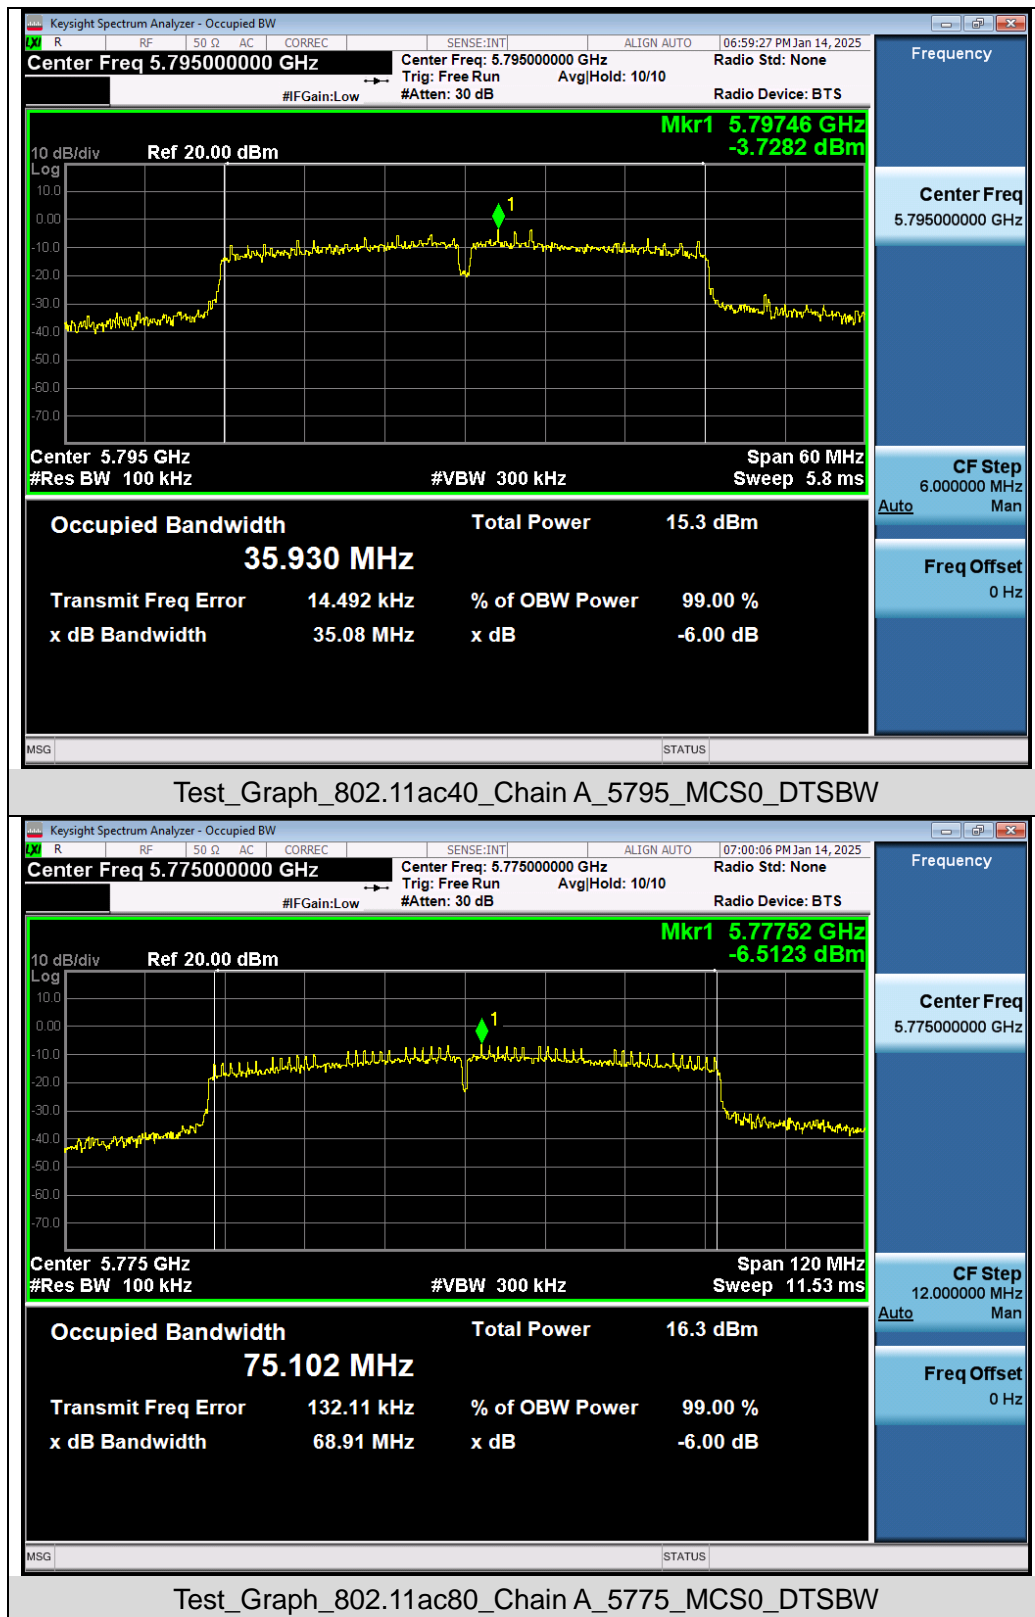 Keysight Spectrum Analyzer - Occupied BW
LXI R RF 50 Ω AC CORREC SENSE:INT ALIGN AUTO 06:59:27 PM Jan 14, 2025
Center Freq 5.795000000 GHz
Center Freq: 5.795000000 GHz Radio Std: None
Trig: Free Run Avg|Hold: 10/10
#IFGain:Low #Atten: 30 dB Radio Device: BTS
Frequency
Mkr1 5.79746 GHz
-3.7282 dBm
10 dB/div Ref 20.00 dBm
Log
10.0
0.00
-10.0
-20.0
-30.0
-40.0
-50.0
-60.0
-70.0
1
Center Freq
5.795000000 GHz
Center 5.795 GHz Span 60 MHz
#Res BW 100 kHz #VBW 300 kHz Sweep 5.8 ms
CF Step
6.000000 MHz
Auto Man
Occupied Bandwidth Total Power 15.3 dBm
35.930 MHz
Transmit Freq Error 14.492 kHz % of OBW Power 99.00 %
x dB Bandwidth 35.08 MHz x dB -6.00 dB
Freq Offset
0 Hz
MSG STATUS
Test_Graph_802.11ac40_Chain A_5795_MCS0_DTSBW
Keysight Spectrum Analyzer - Occupied BW
LXI R RF 50 Ω AC CORREC SENSE:INT ALIGN AUTO 07:00:06 PM Jan 14, 2025
Center Freq 5.775000000 GHz
Center Freq: 5.775000000 GHz Radio Std: None
Trig: Free Run Avg|Hold: 10/10
#IFGain:Low #Atten: 30 dB Radio Device: BTS
Frequency
Mkr1 5.77752 GHz
-6.5123 dBm
10 dB/div Ref 20.00 dBm
Log
10.0
0.00
-10.0
-20.0
-30.0
-40.0
-50.0
-60.0
-70.0
1
Center Freq
5.775000000 GHz
Center 5.775 GHz Span 120 MHz
#Res BW 100 kHz #VBW 300 kHz Sweep 11.53 ms
CF Step
12.000000 MHz
Auto Man
Occupied Bandwidth Total Power 16.3 dBm
75.102 MHz
Transmit Freq Error 132.11 kHz % of OBW Power 99.00 %
x dB Bandwidth 68.91 MHz x dB -6.00 dB
Freq Offset
0 Hz
MSG STATUS
Test_Graph_802.11ac80_Chain A_5775_MCS0_DTSBW